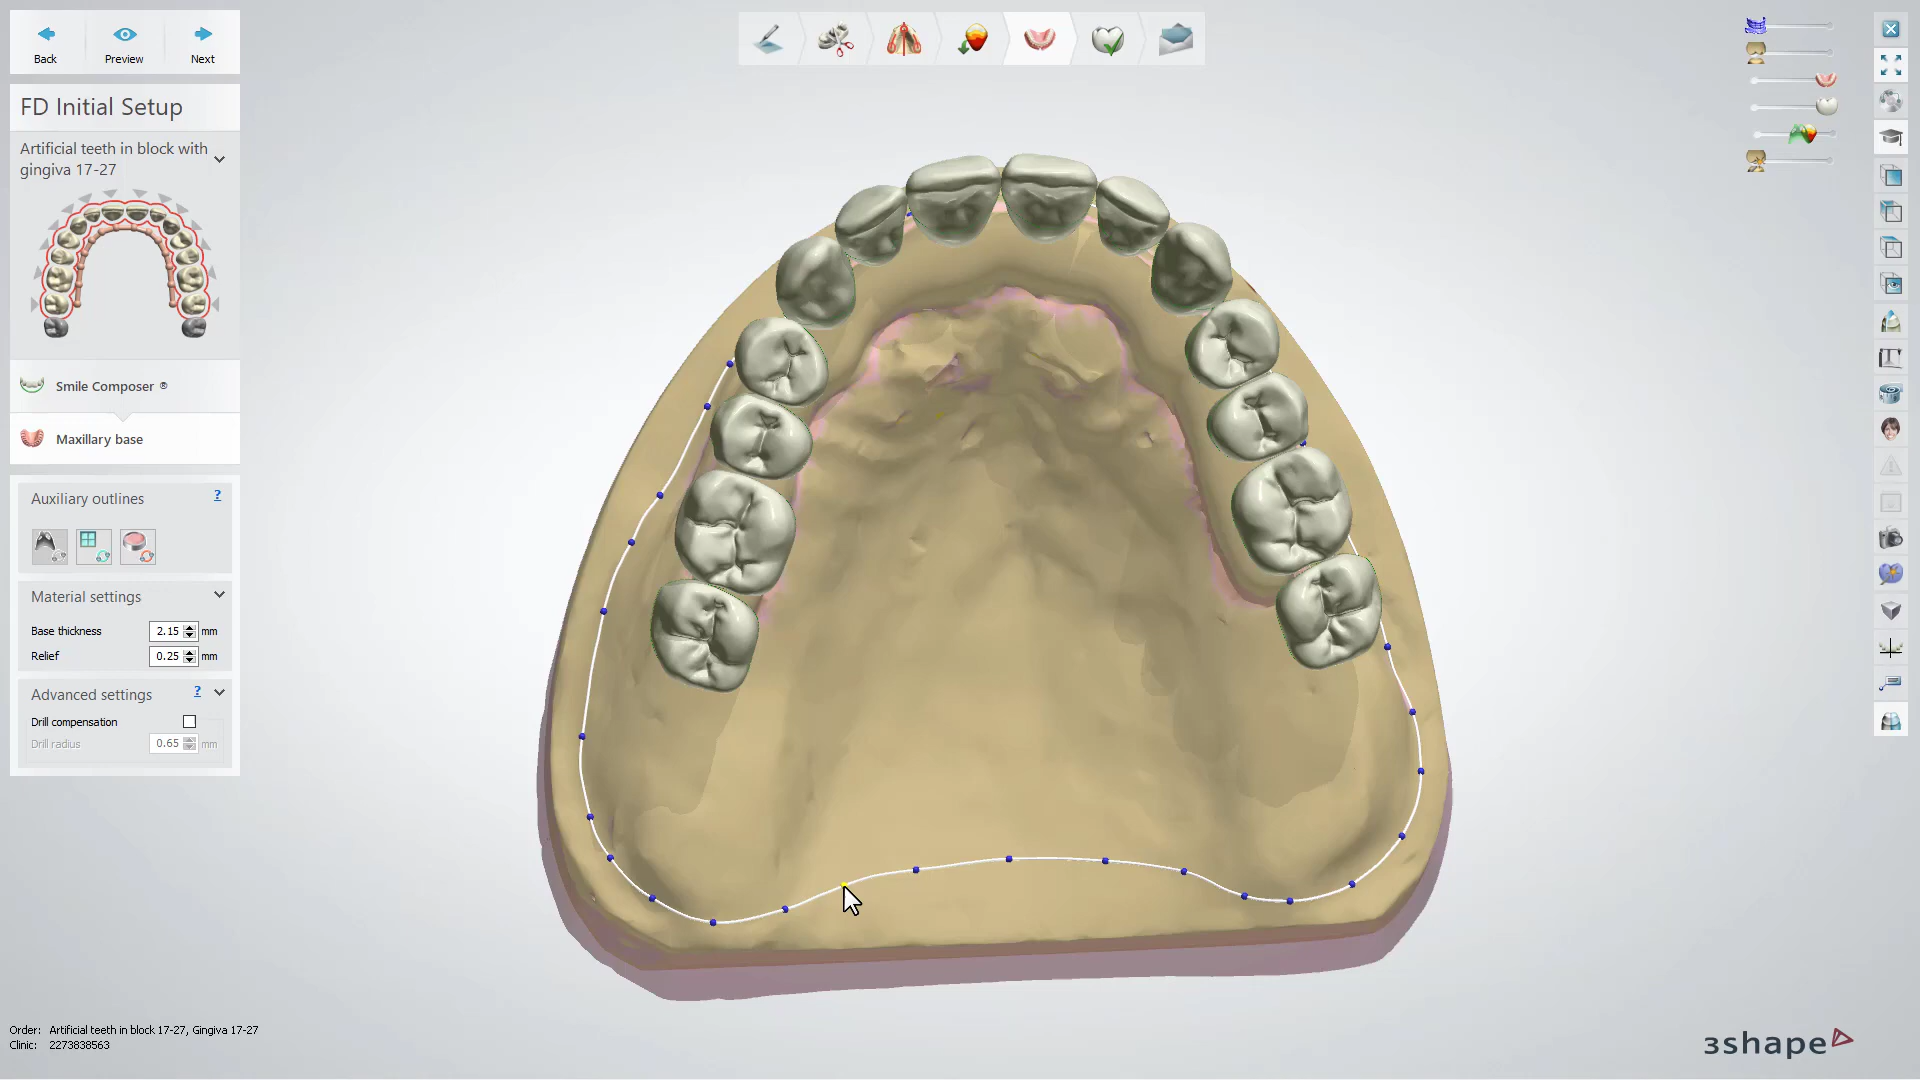 Back
Preview
Next
FD Initial Setup
Artificial teeth in block with
gingiva 17-27
Smile Composer ®
Maxillary base
Auxiliary outlines ?
Material settings
Base thickness 2.15 mm
Relief 0.25 mm
Advanced settings ?
Drill compensation
Drill radius 0.65 mm
Order: Artificial teeth in block 17-27, Gingiva 17-27
Clinic: 2273838563
3shape